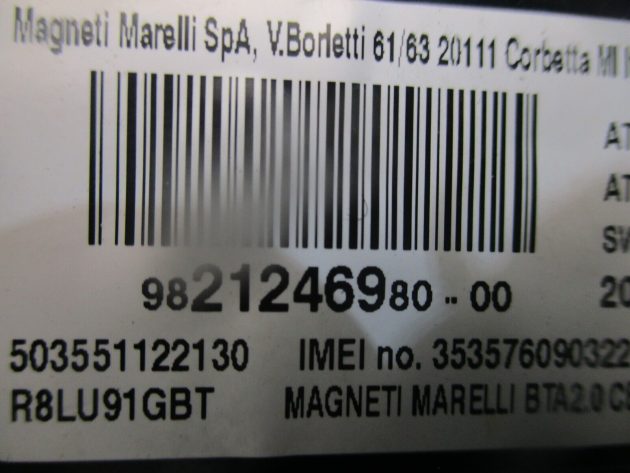 Magneti Marelli SpA, V.Borletti 61/63 20111 Corbetta MI
AT
AT
SW
9821246980-00
20
503551122130 IMEI no. 353576090322
R8LU91GBT MAGNETI MARELLI BTA2.0